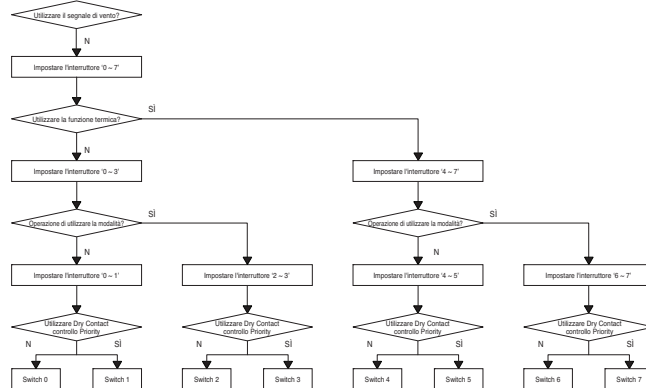 Utilizzare il segnale di vento?
N
Impostare l'interruttore '0 ~ 7'
SÌ
Utilizzare la funzione termica?
N
Impostare l'interruttore '0 ~ 3'
Impostare l'interruttore '4 ~ 7'
SÌ
SÌ
Operazione di utilizzare la modalità?
Operazione di utilizzare la modalità?
N
N
Impostare l'interruttore '0 ~ 1'
Impostare l'interruttore '2 ~ 3'
Impostare l'interruttore '4 ~ 5'
Impostare l'interruttore '6 ~ 7'
Utilizzare Dry Contact
controllo Priority
Utilizzare Dry Contact
controllo Priority
Utilizzare Dry Contact
controllo Priority
Utilizzare Dry Contact
controllo Priority
N
SÌ
N
SÌ
N
SÌ
N
SÌ
Switch 0
Switch 1
Switch 2
Switch 3
Switch 4
Switch 5
Switch 6
Switch 7